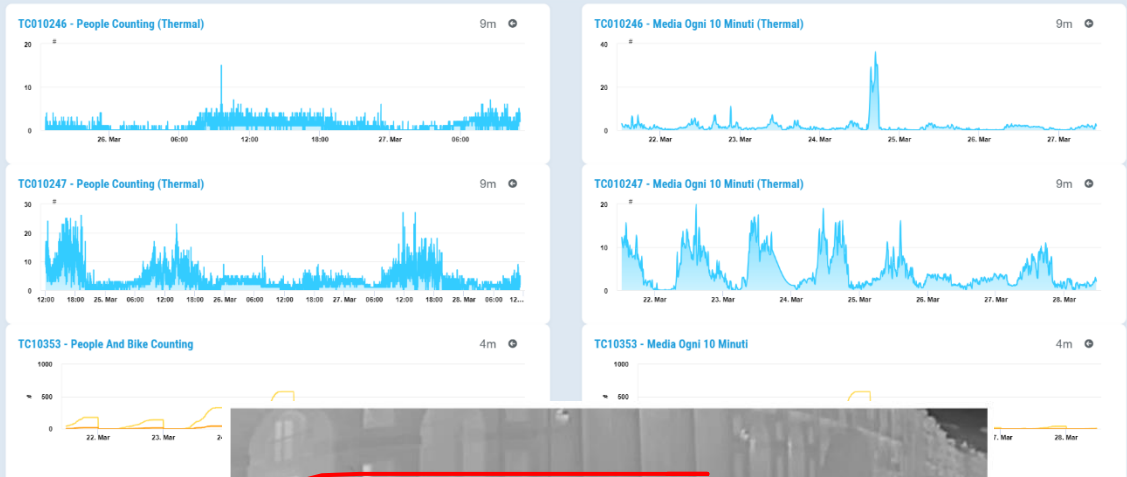 TC010246 - People Counting (Thermal) 9m
#
20
10
0
26. Mar 06:00 12:00 18:00 27. Mar 06:00
TC010246 - Media Ogni 10 Minuti (Thermal) 9m
#
40
20
0
22. Mar 23. Mar 24. Mar 25. Mar 26. Mar 27. Mar
TC010247 - People Counting (Thermal) 9m
#
30
20
10
0
12:00 18:00 25. Mar 06:00 12:00 18:00 26. Mar 06:00 12:00 18:00 27. Mar 06:00 12:00 18:00 28. Mar 06:00 12...
TC010247 - Media Ogni 10 Minuti (Thermal) 9m
#
20
10
0
22. Mar 23. Mar 24. Mar 25. Mar 26. Mar 27. Mar 28. Mar
TC10353 - People And Bike Counting 4m
1000
#
500
0
22. Mar 23. Mar 2
TC10353 - Media Ogni 10 Minuti 4m
1000
#
500
0
7. Mar 28. Mar